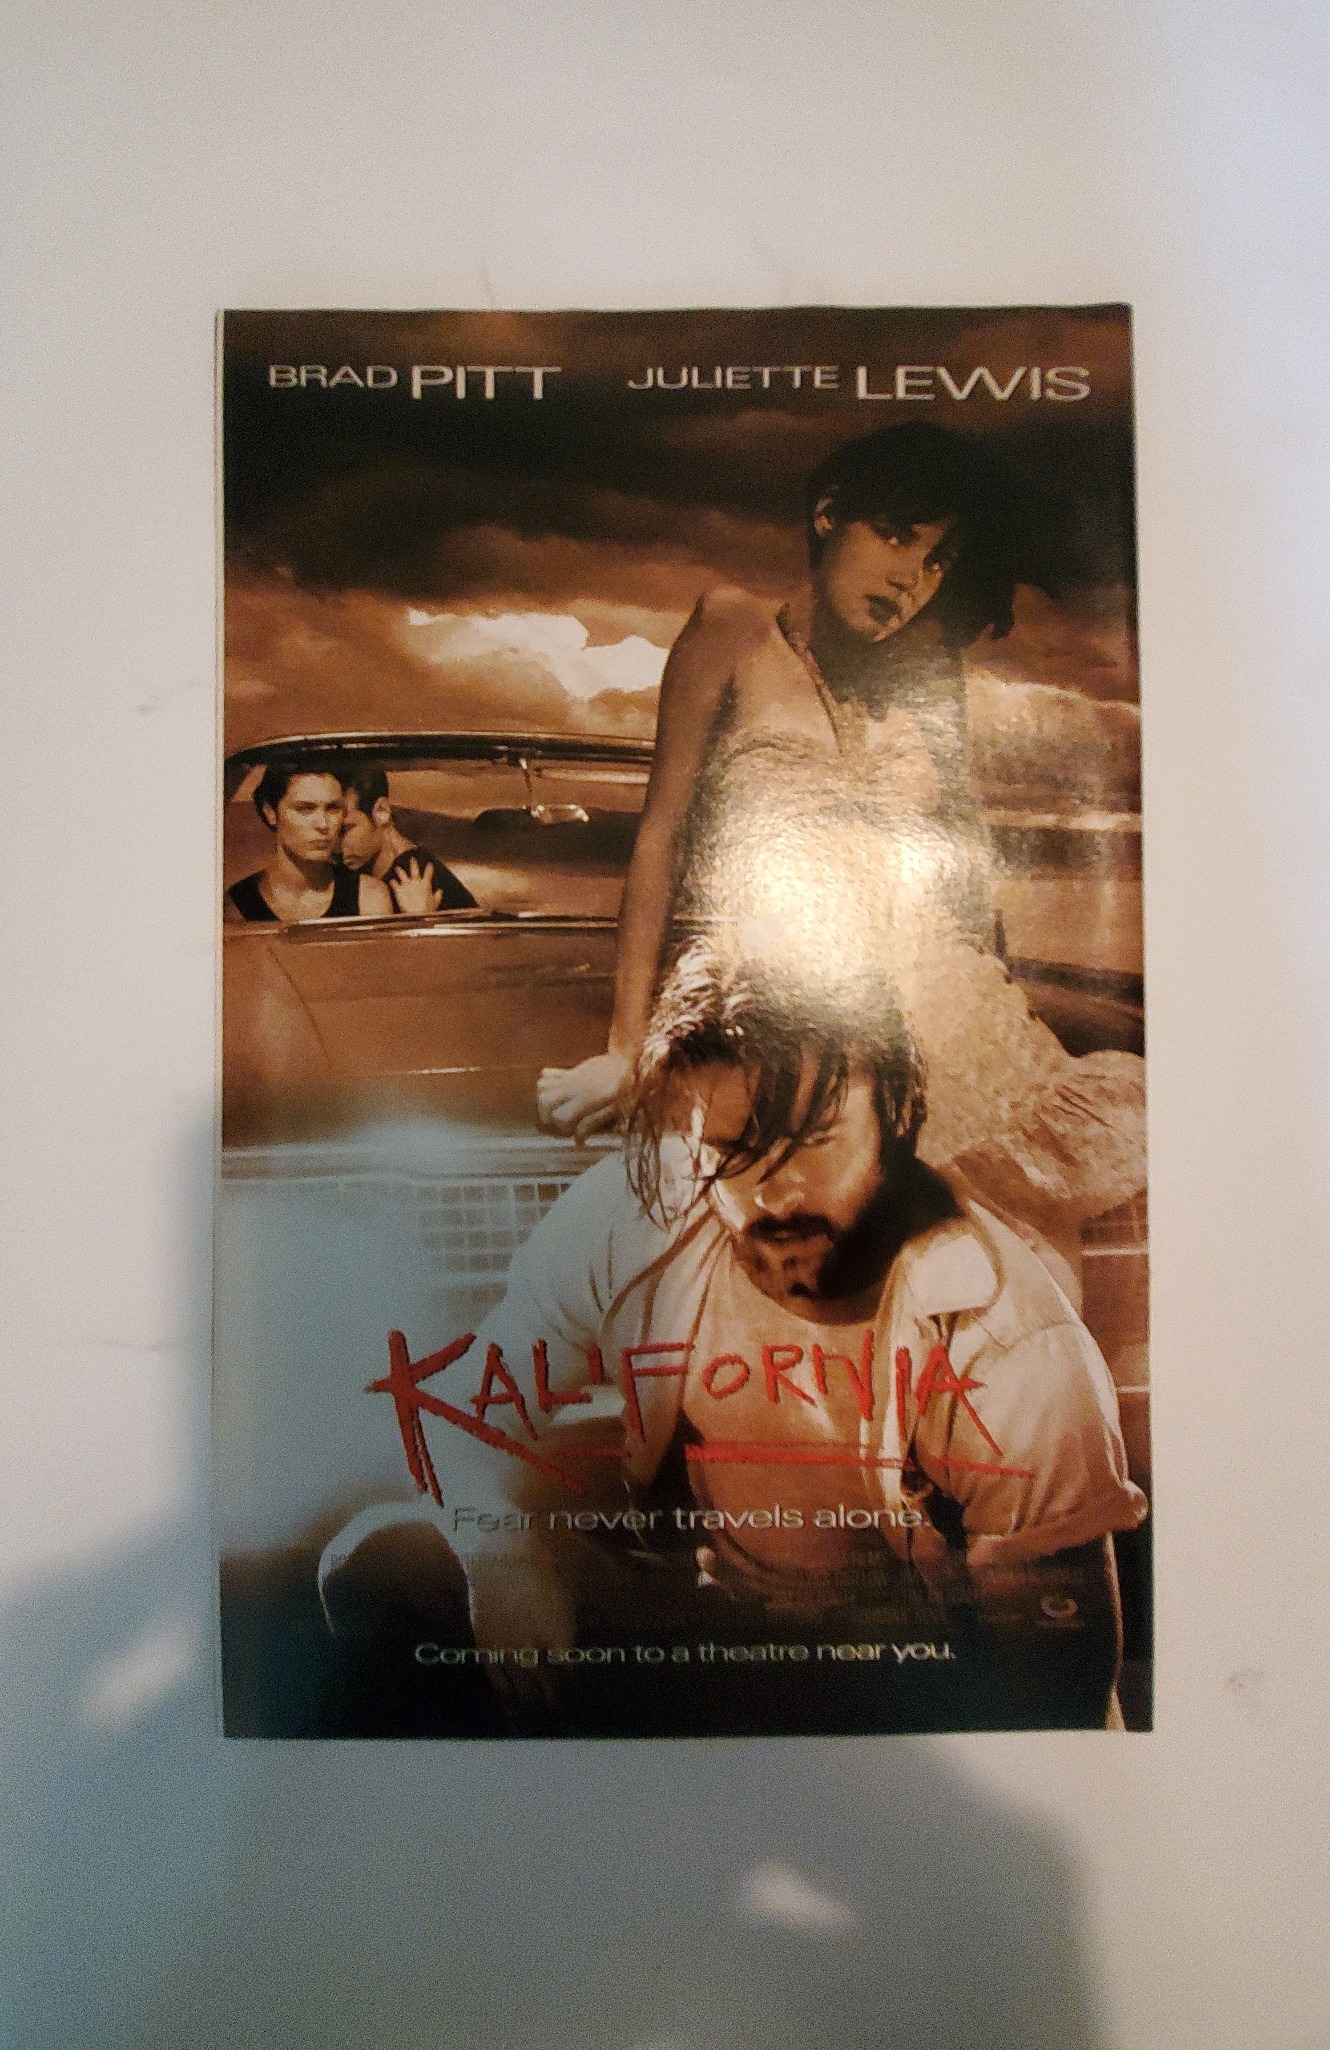 BRAD PITT JULIETTE LEWIS
KALIFORNIA
Fear never travels alone.
Coming soon to a theatre near you.